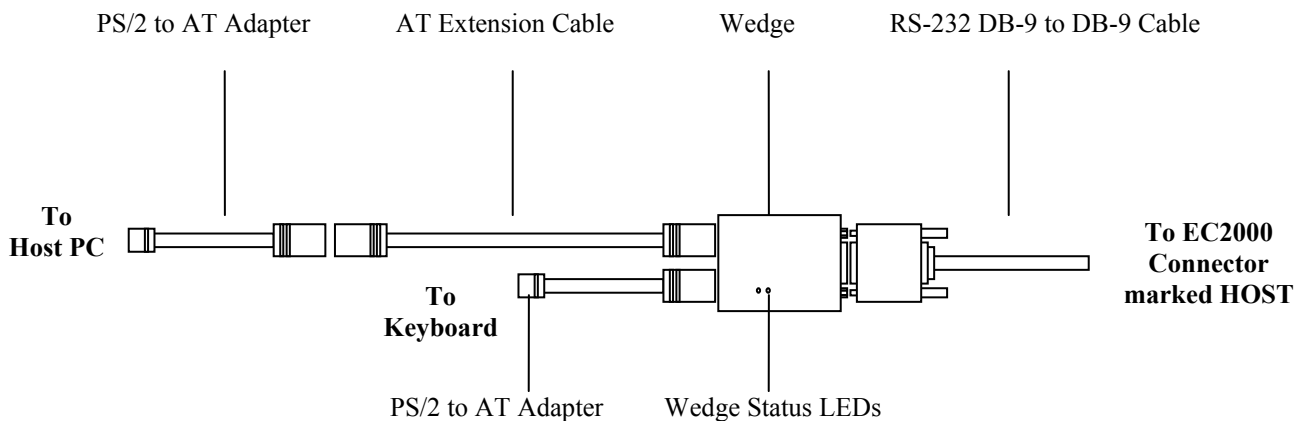 PS/2 to AT Adapter
AT Extension Cable
Wedge
RS-232 DB-9 to DB-9 Cable
To
Host PC
To
Keyboard
To EC2000
Connector
marked HOST
PS/2 to AT Adapter
Wedge Status LEDs